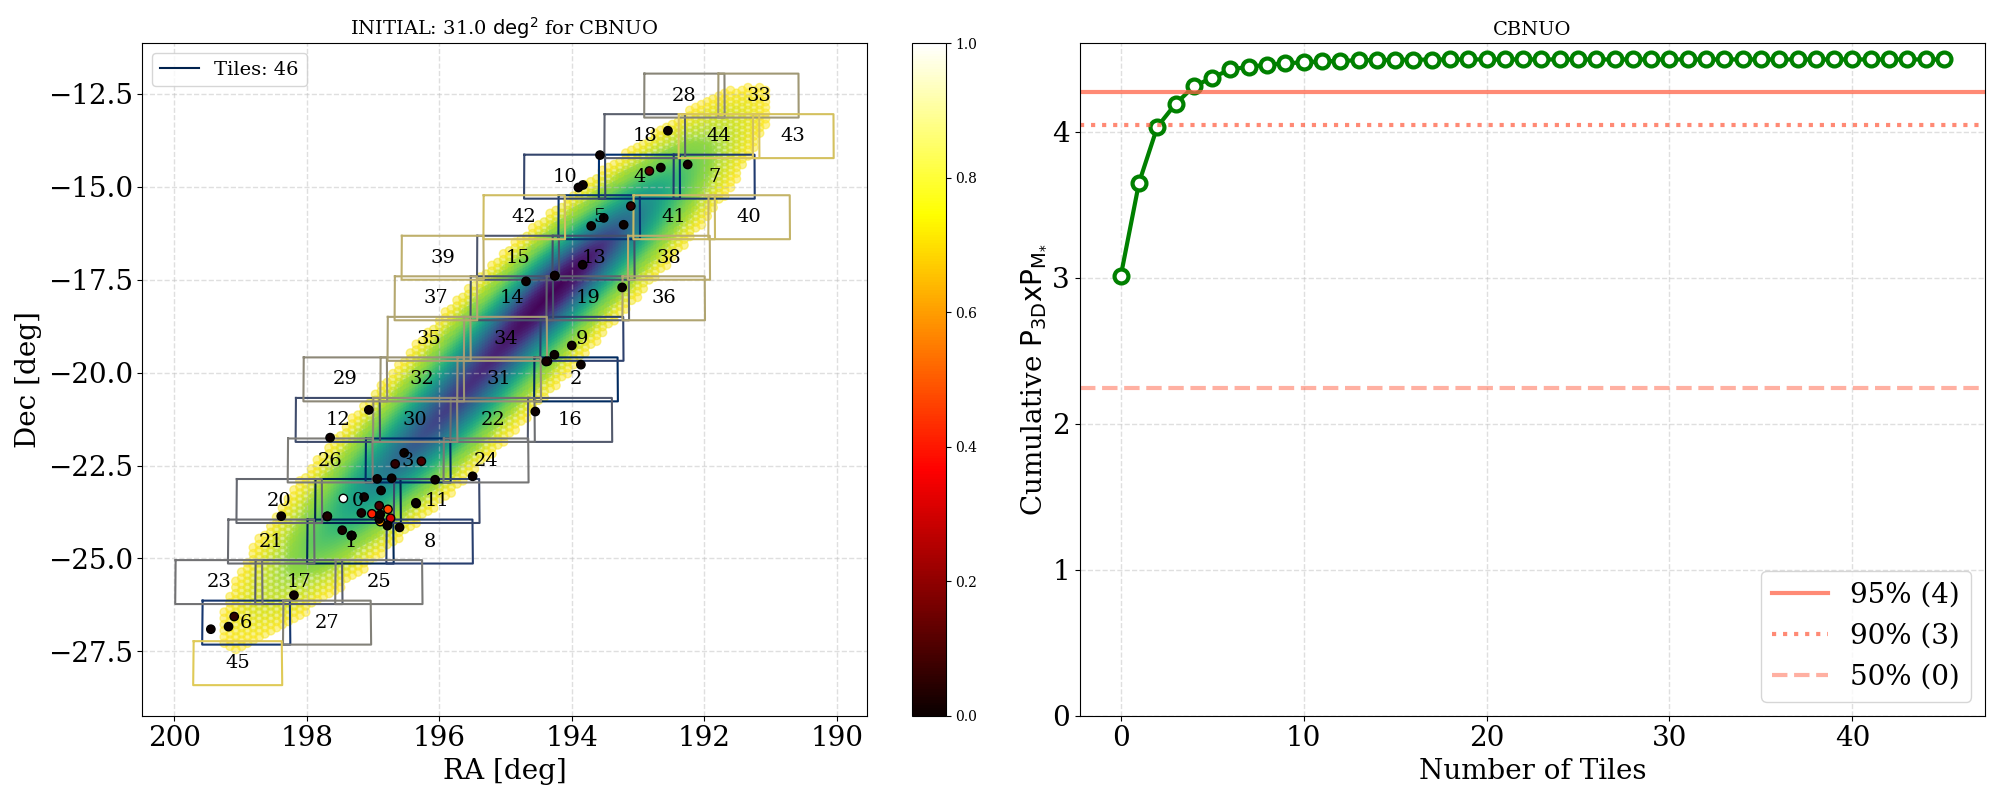 INITIAL: 31.0 deg² for CBNUO
Tiles: 46
−12.5
−15.0
−17.5
−20.0
−22.5
−25.0
−27.5
Dec [deg]
28 33
18 44 43
10 4 7
42 5 41 40
39 15 13 38
37 14 19 36
35 34 9
29 32 31 2
12 30 22 16
26 3 24
20 0 11
21 1 8
23 17 25
6 27
45
200 198 196 194 192 190
RA [deg]
1.0
0.8
0.6
0.4
0.2
0.0
CBNUO
4
3
2
1
0
Cumulative P3DxPM*
95% (4)
90% (3)
50% (0)
0 10 20 30 40
Number of Tiles